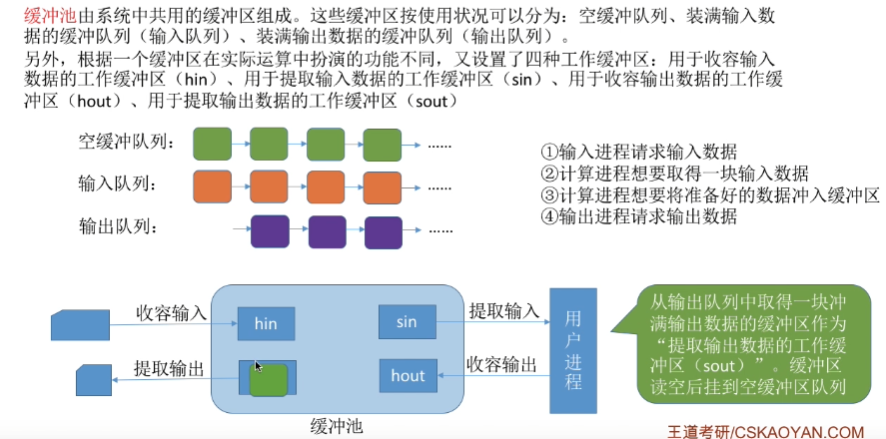 缓冲池由系统中共用的缓冲区组成。这些缓冲区按使用状况可以分为：空缓冲队列、装满输入数
据的缓冲队列（输入队列）、装满输出数据的缓冲队列（输出队列）。
另外，根据一个缓冲区在实际运算中扮演的功能不同，又设置了四种工作缓冲区：用于收容输入
数据的工作缓冲区（hin）、用于提取输入数据的工作缓冲区（sin）、用于收容输出数据的工作缓
冲区（hout）、用于提取输出数据的工作缓冲区（sout）
空缓冲队列：
……
输入队列：
……
输出队列：
……
①输入进程请求输入数据
②计算进程想要取得一块输入数据
③计算进程想要将准备好的数据冲入缓冲区
④输出进程请求输出数据
收容输入
hin
sin
提取输入
提取输出
hout
收容输出
用
户
进
程
缓冲池
从输出队列中取得一块冲
满输出数据的缓冲区作为
“提取输出数据的工作缓
冲区（sout）”。缓冲区
读空后挂到空缓冲区队列
王道考研/CSKAOYAN.COM